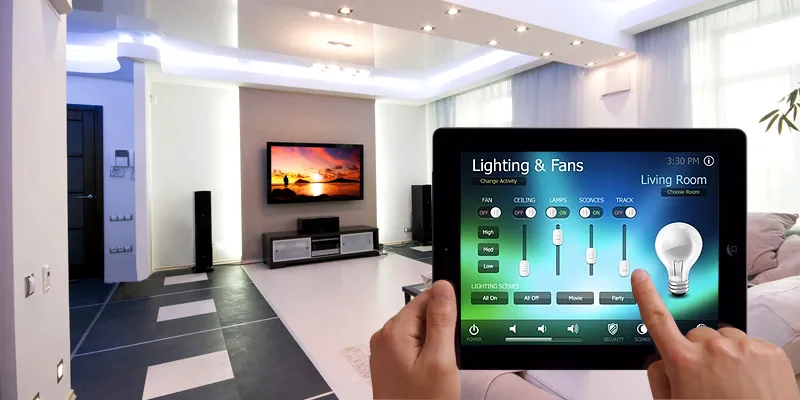 Lighting & Fans
3:30 PM
Change Activity
Living Room
Choose Room
FAN CEILING LAMPS SCONCES TRACK
OFF OFF ON ON OFF
High
Med
Low
LIGHTING SCENES
All On All Off Movie Party
POWER SECURITY SCENES